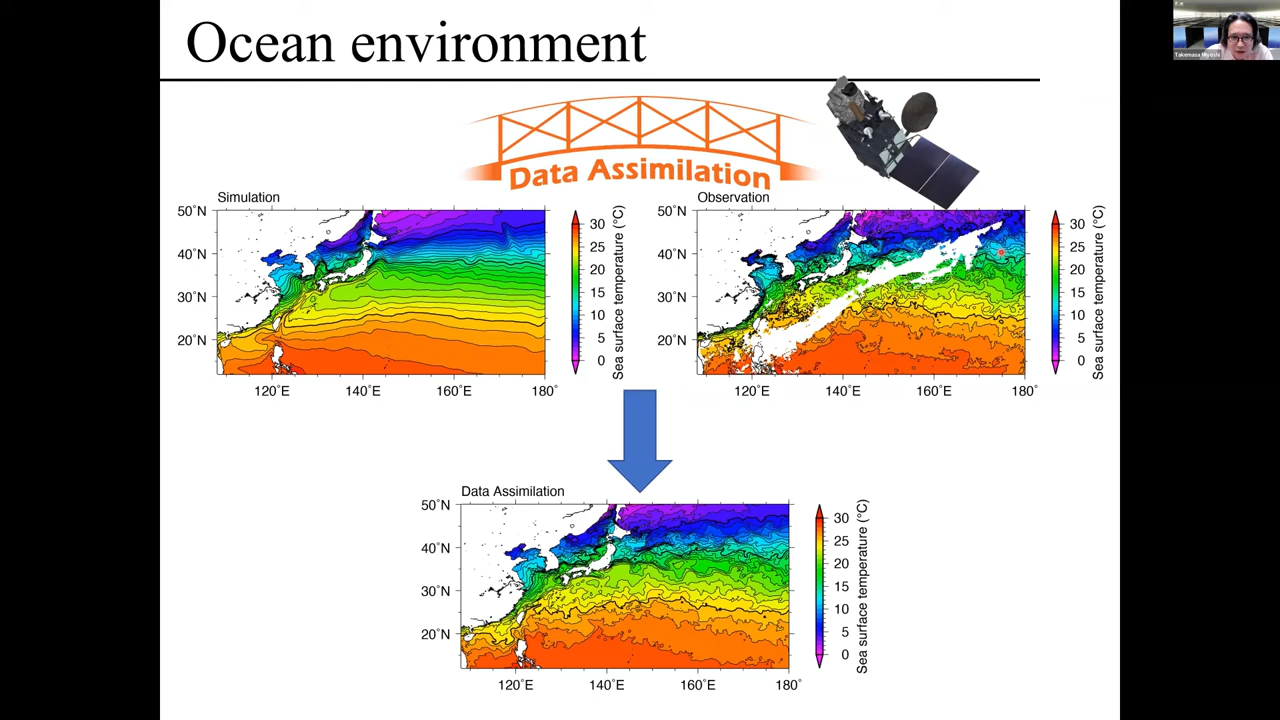 Ocean environment
Takemasa Miyoshi
Data Assimilation
Simulation
50°N
40°N
30°N
20°N
120°E 140°E 160°E 180°
30
25
20
15
10
5
0
Sea surface temperature (°C)
Observation
50°N
40°N
30°N
20°N
120°E 140°E 160°E 180°
30
25
20
15
10
5
0
Sea surface temperature (°C)
Data Assimilation
50°N
40°N
30°N
20°N
120°E 140°E 160°E 180°
30
25
20
15
10
5
0
Sea surface temperature (°C)